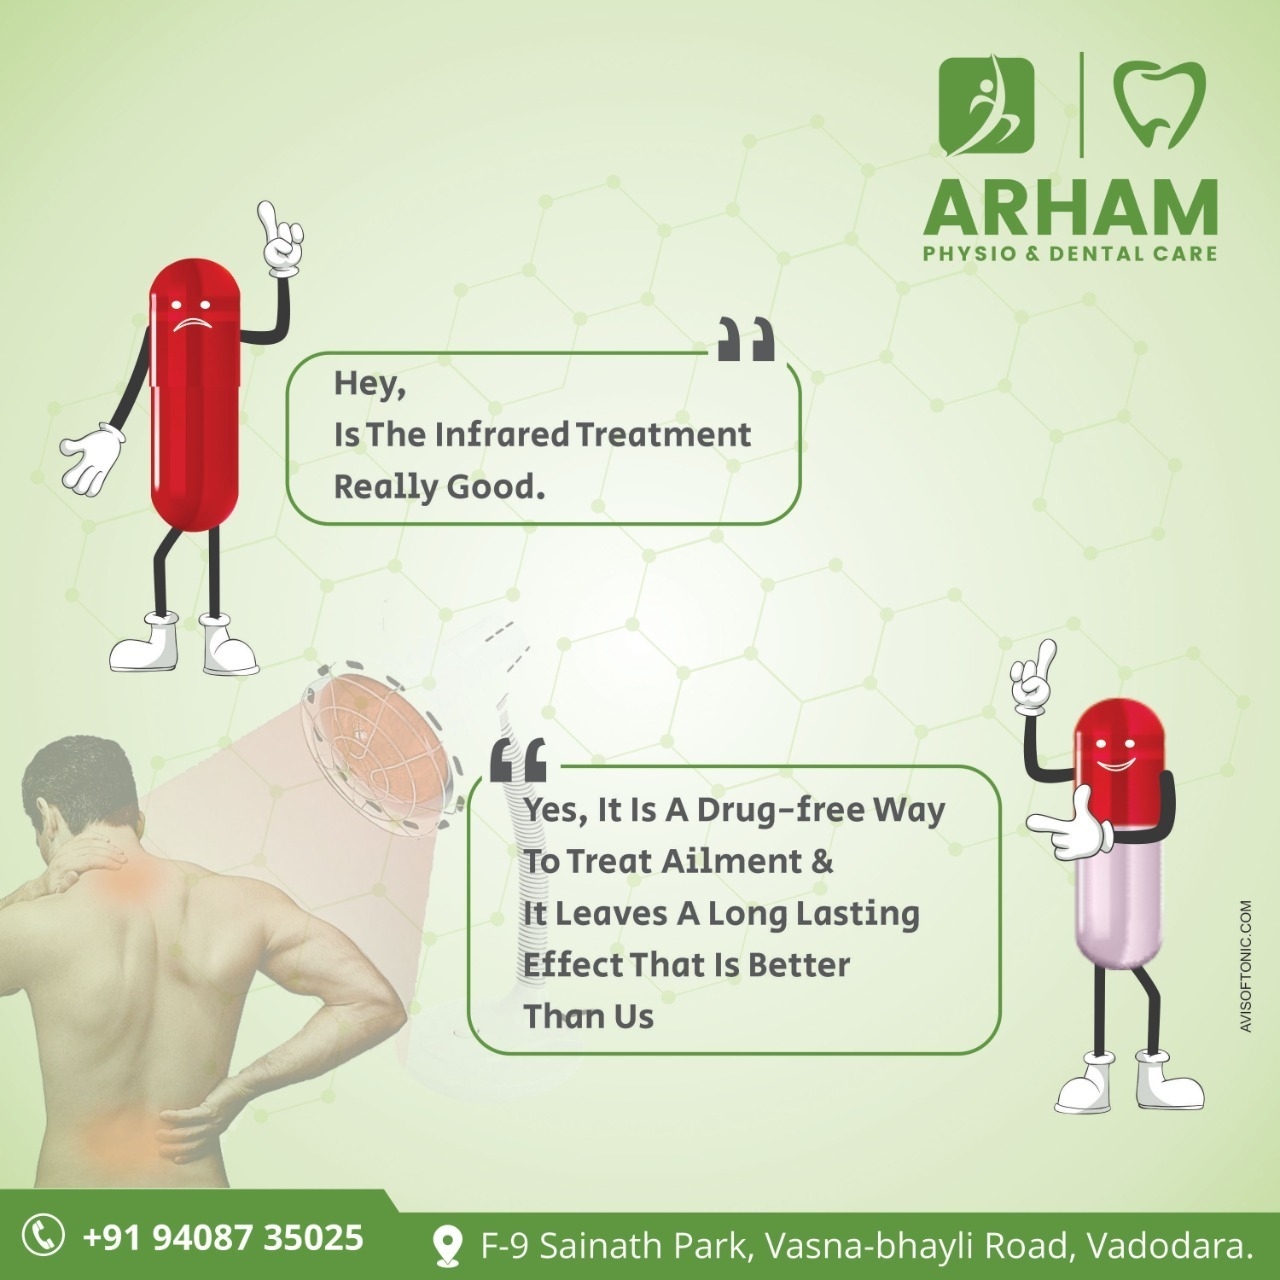 ARHAM
PHYSIO & DENTAL CARE
Hey,
Is The Infrared Treatment
Really Good.
Yes, It Is A Drug-free Way
To Treat Ailment &
It Leaves A Long Lasting
Effect That Is Better
Than Us
AVISOFTONIC.COM
+91 94087 35025
F-9 Sainath Park, Vasna-bhayli Road, Vadodara.